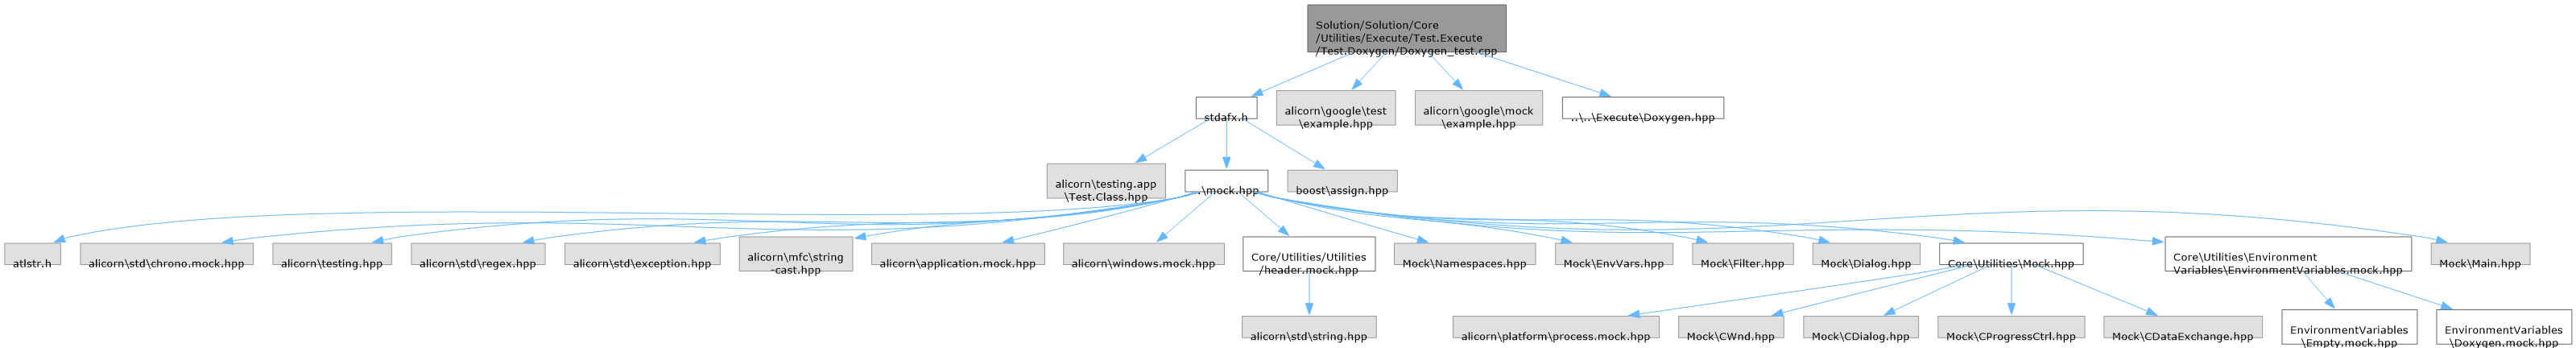 Solution/Solution/Core
/Utilities/Execute/Test.Execute
/Test.Doxygen/Doxygen_test.cpp
stdafx.h
alicorn\google\test
\example.hpp
alicorn\google\mock
\example.hpp
..\..\Execute\Doxygen.hpp
alicorn\testing.app
\Test.Class.hpp
.\mock.hpp
boost\assign.hpp
atlstr.h
alicorn\std\chrono.mock.hpp
alicorn\testing.hpp
alicorn\std\regex.hpp
alicorn\std\exception.hpp
alicorn\mfc\string
-cast.hpp
alicorn\application.mock.hpp
alicorn\windows.mock.hpp
Core/Utilities/Utilities
/header.mock.hpp
Mock\Namespaces.hpp
Mock\EnvVars.hpp
Mock\Filter.hpp
Mock\Dialog.hpp
Core\Utilities\Mock.hpp
Core\Utilities\Environment
Variables\EnvironmentVariables.mock.hpp
Mock\Main.hpp
alicorn\std\string.hpp
alicorn\platform\process.mock.hpp
Mock\CWnd.hpp
Mock\CDialog.hpp
Mock\CProgressCtrl.hpp
Mock\CDataExchange.hpp
EnvironmentVariables
\Empty.mock.hpp
EnvironmentVariables
\Doxygen.mock.hpp